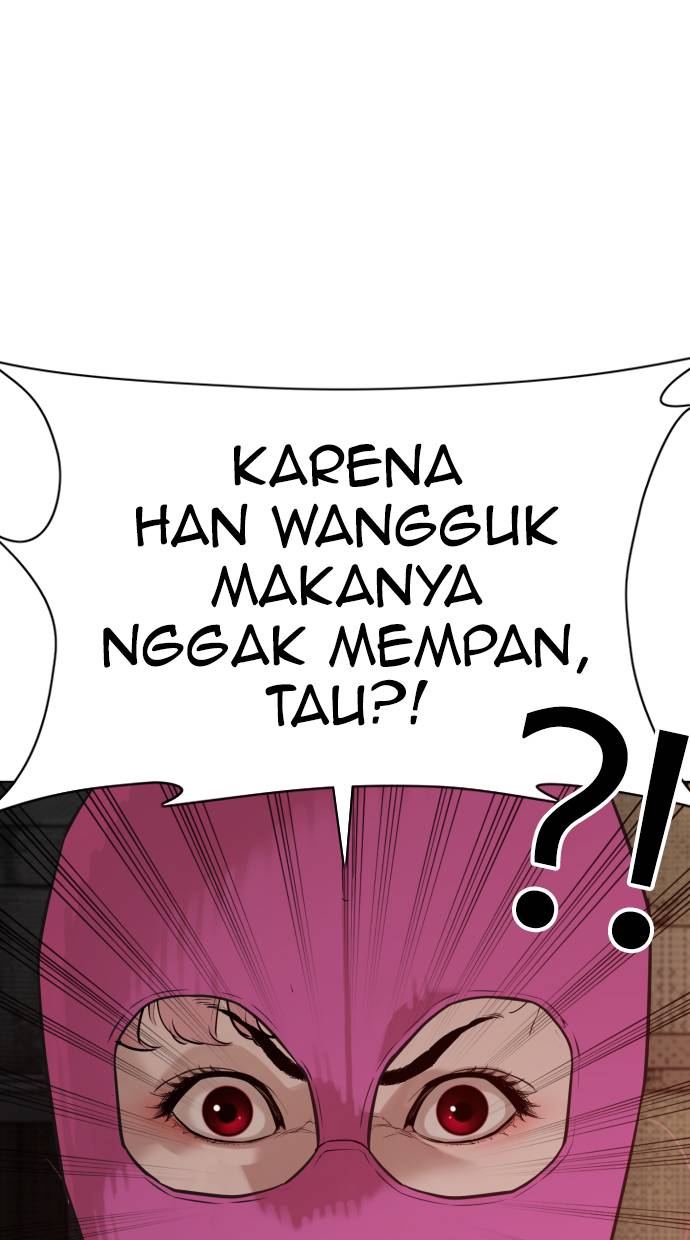 KARENA
HAN WANGGUK
MAKANYA
NGGAK MEMPAN,
TAU?!
?!